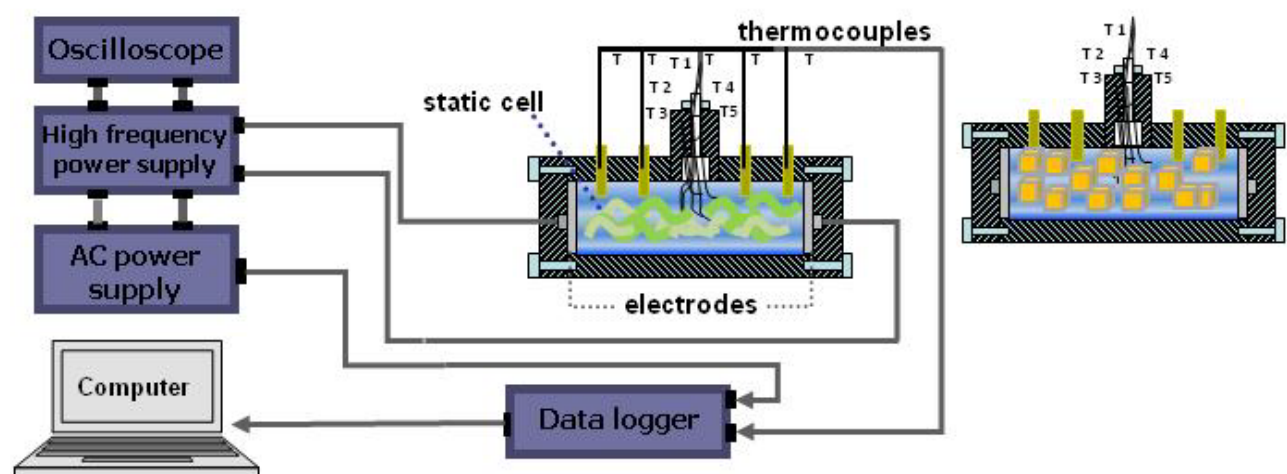 Oscilloscope
High frequency
power supply
AC power
supply
Computer
static cell
thermocouples
T T T1 T T
T2 T4
T3 T5
electrodes
Data logger
T1
T2 T4
T3 T5